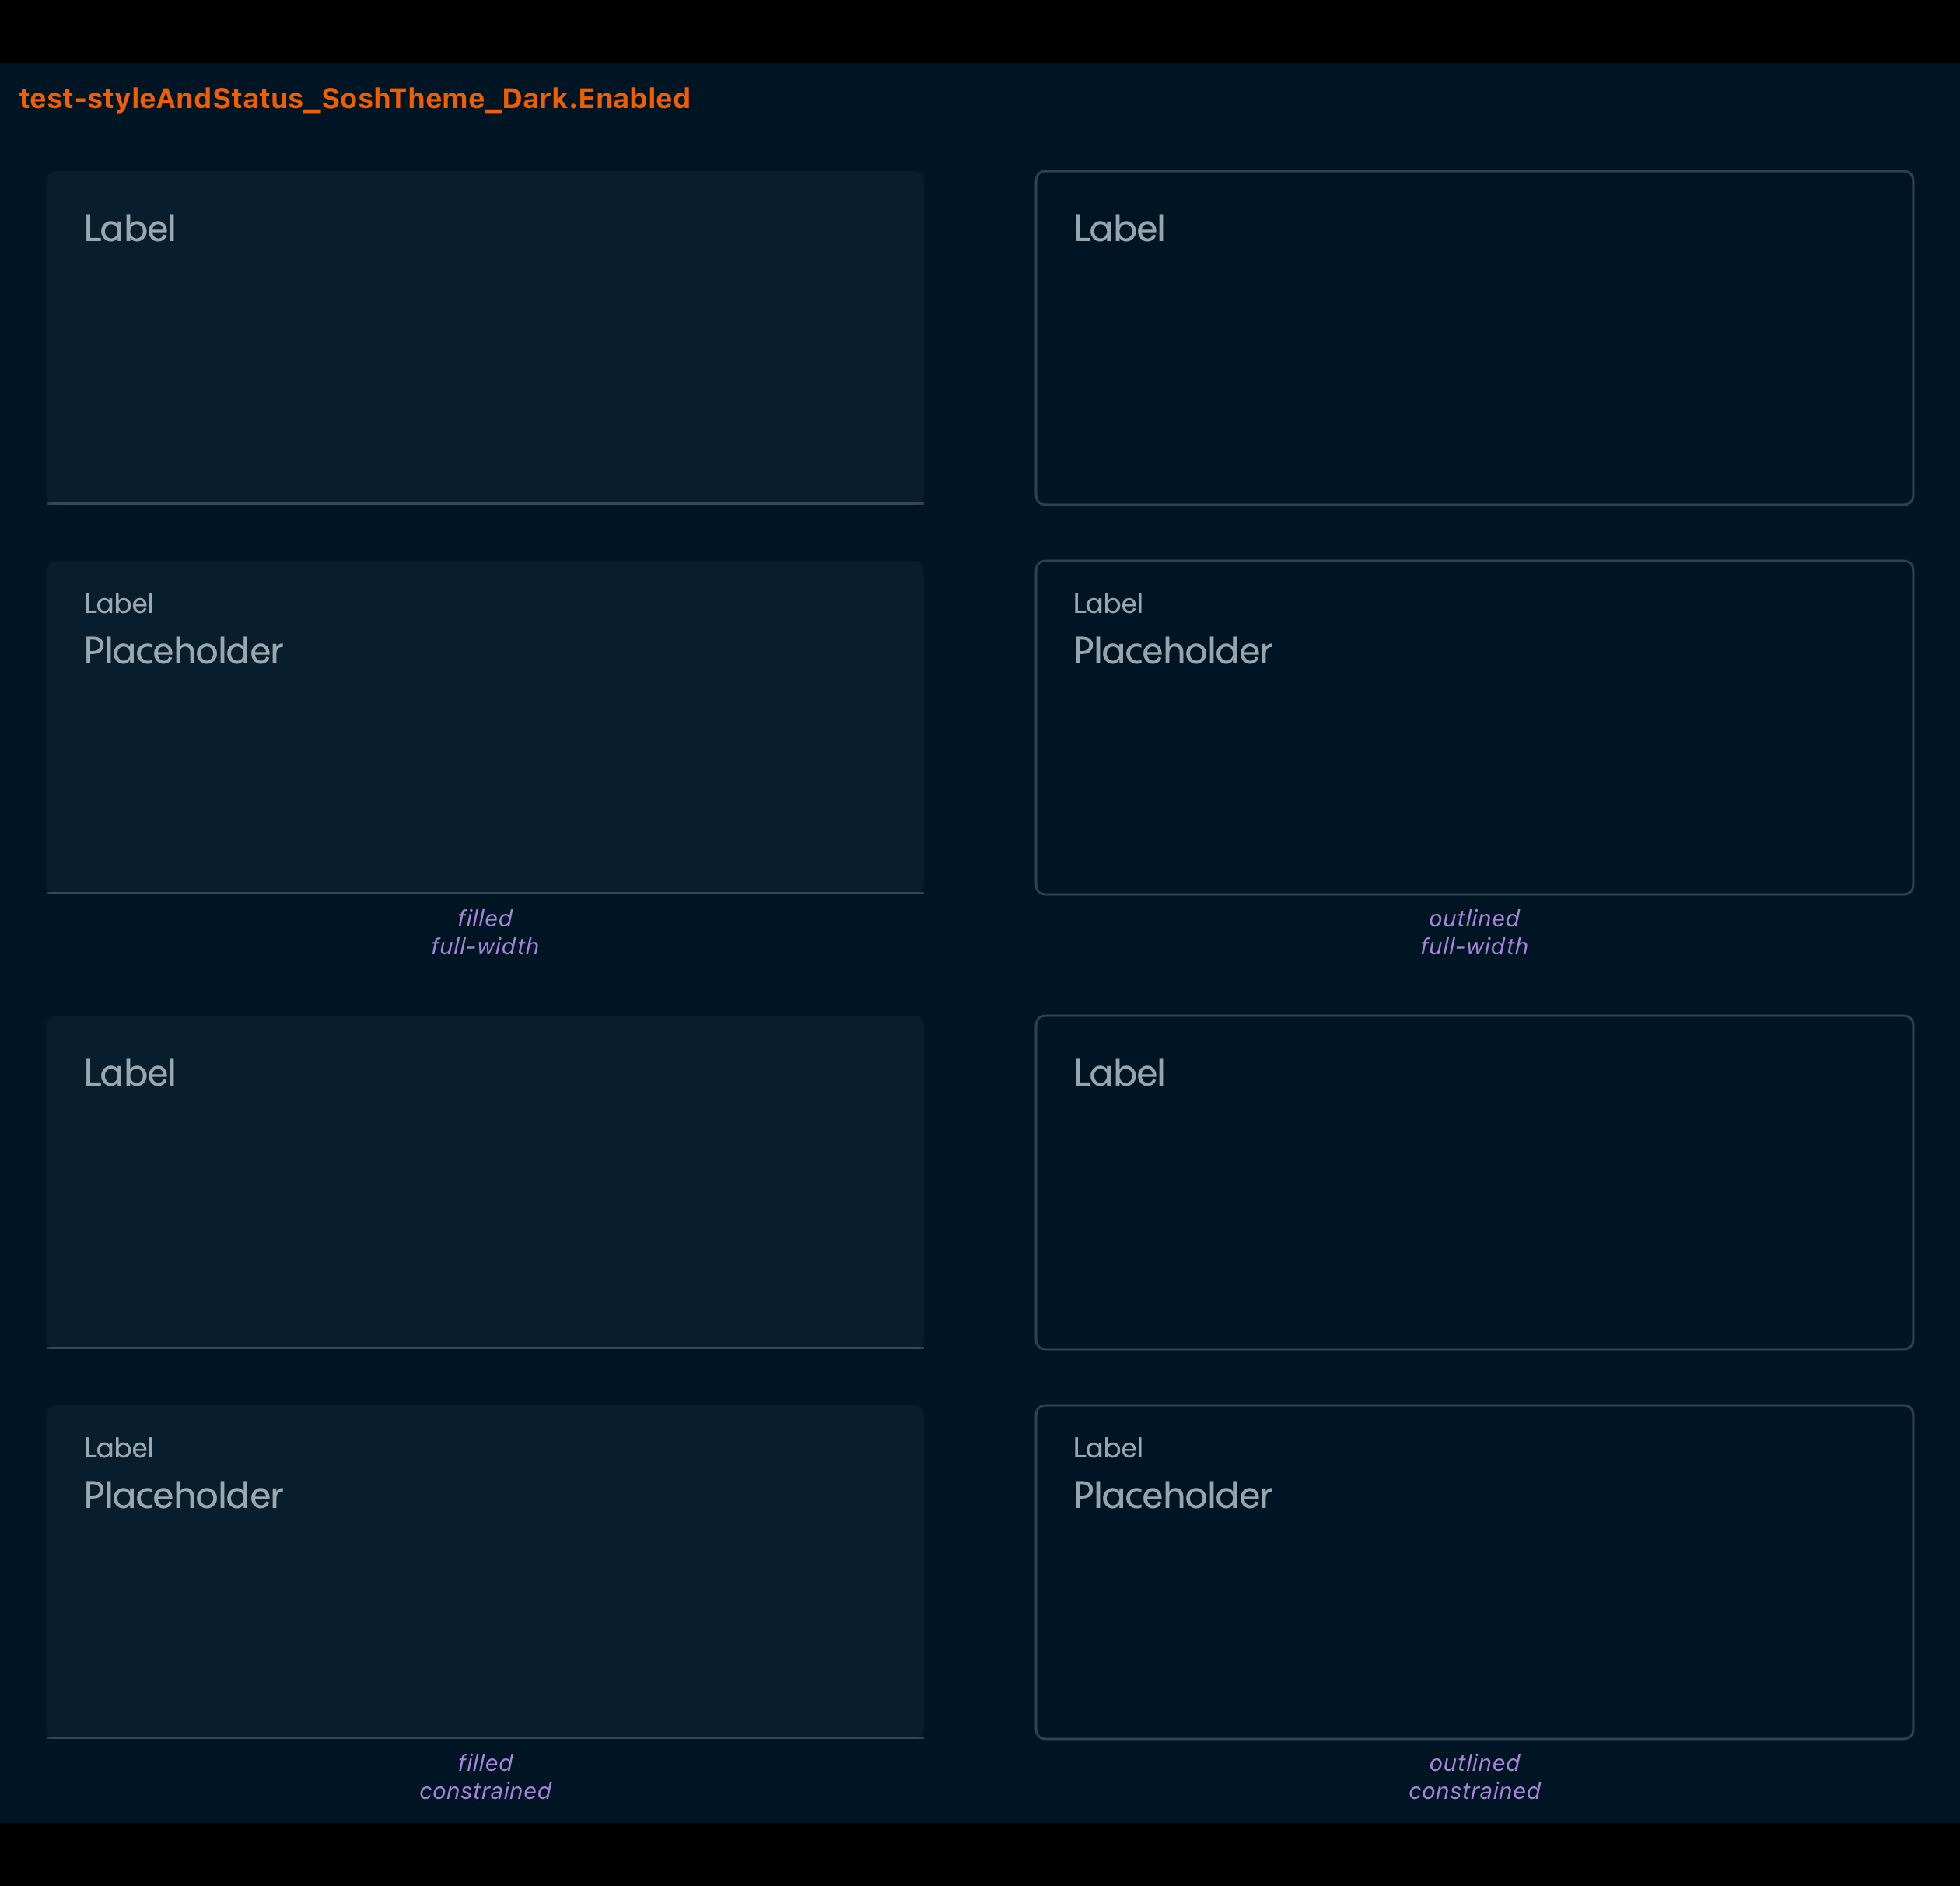 test-styleAndStatus_SoshTheme_Dark.Enabled
Label
Label
Label
Placeholder
Label
Placeholder
filled
full-width
outlined
full-width
Label
Label
Label
Placeholder
Label
Placeholder
filled
constrained
outlined
constrained